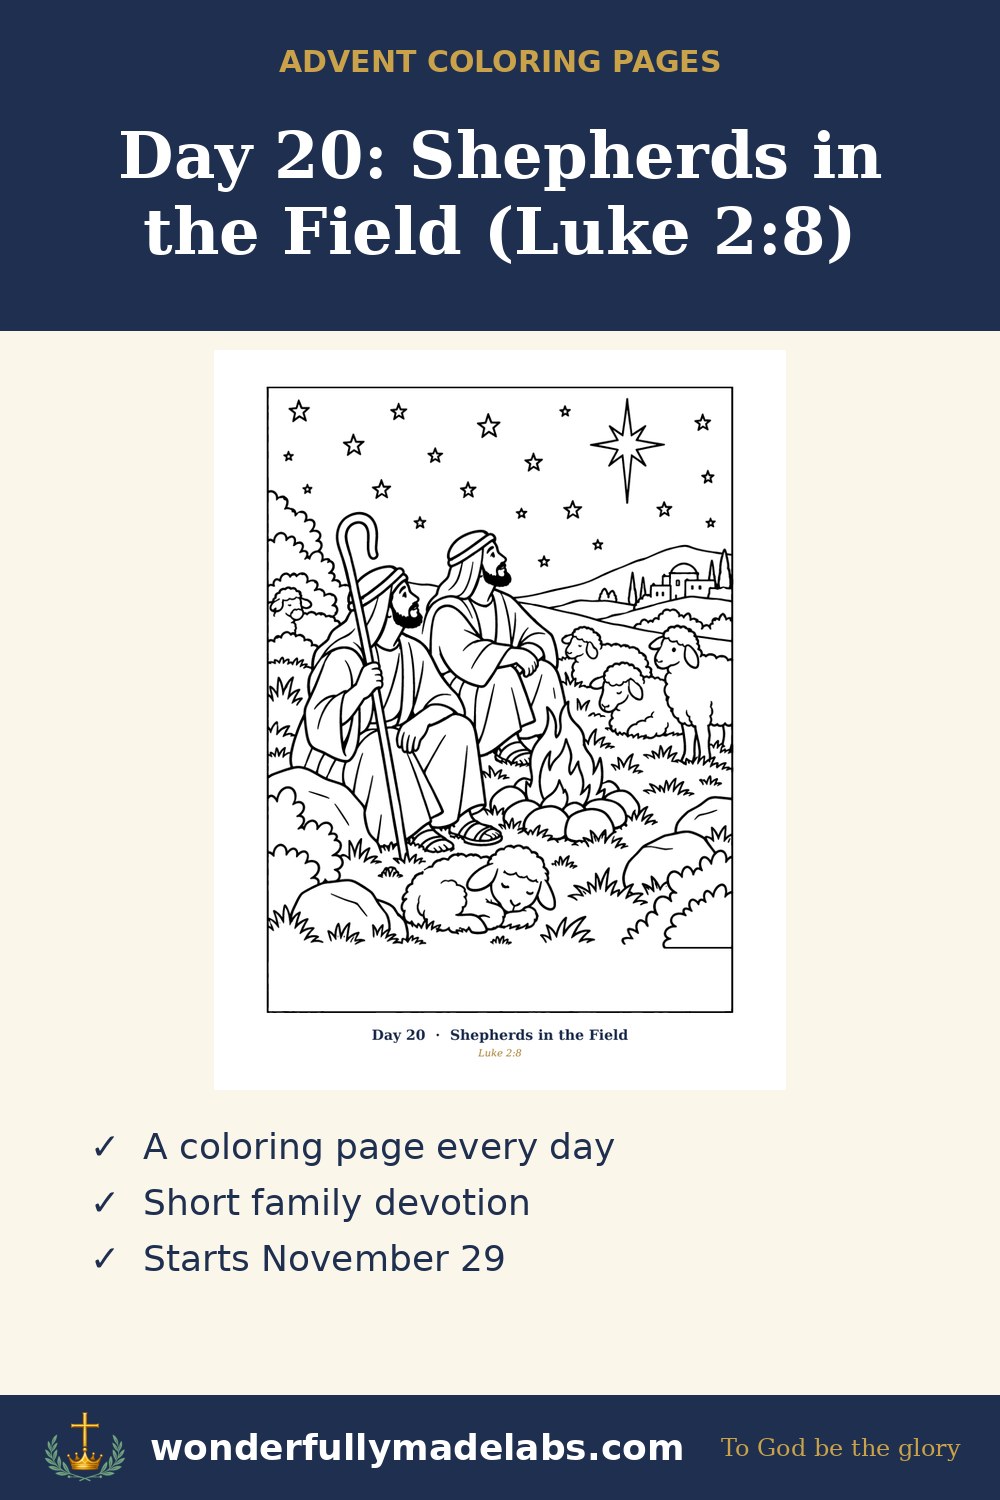 ADVENT COLORING PAGES
Day 20: Shepherds in
the Field (Luke 2:8)
Day 20 · Shepherds in the Field
Luke 2:8
✓ A coloring page every day
✓ Short family devotion
✓ Starts November 29
wonderfullymadelabs.com To God be the glory